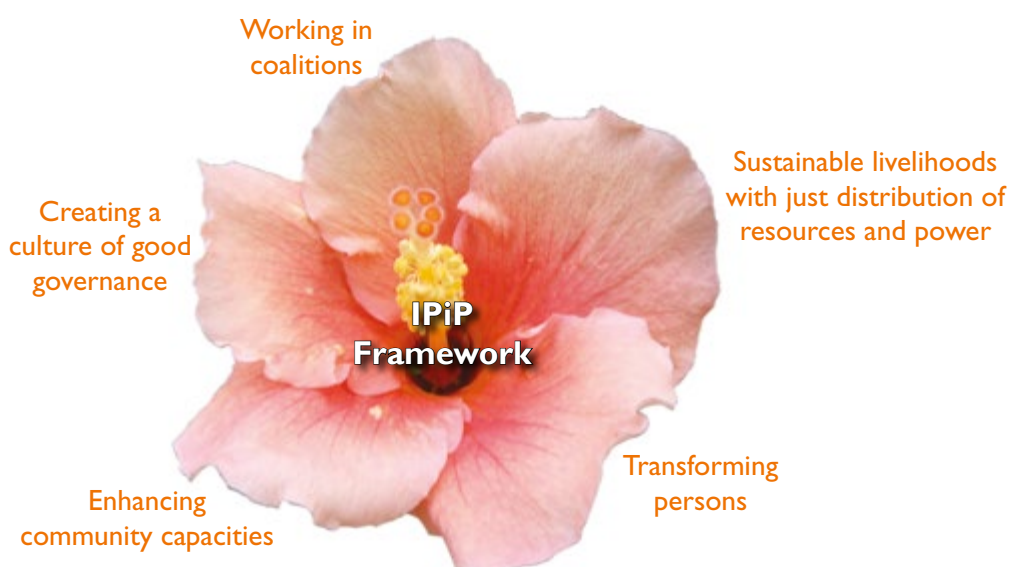 Working in
coalitions
Sustainable livelihoods
with just distribution of
resources and power
Creating a
culture of good
governance
IPiP
Framework
Transforming
persons
Enhancing
community capacities